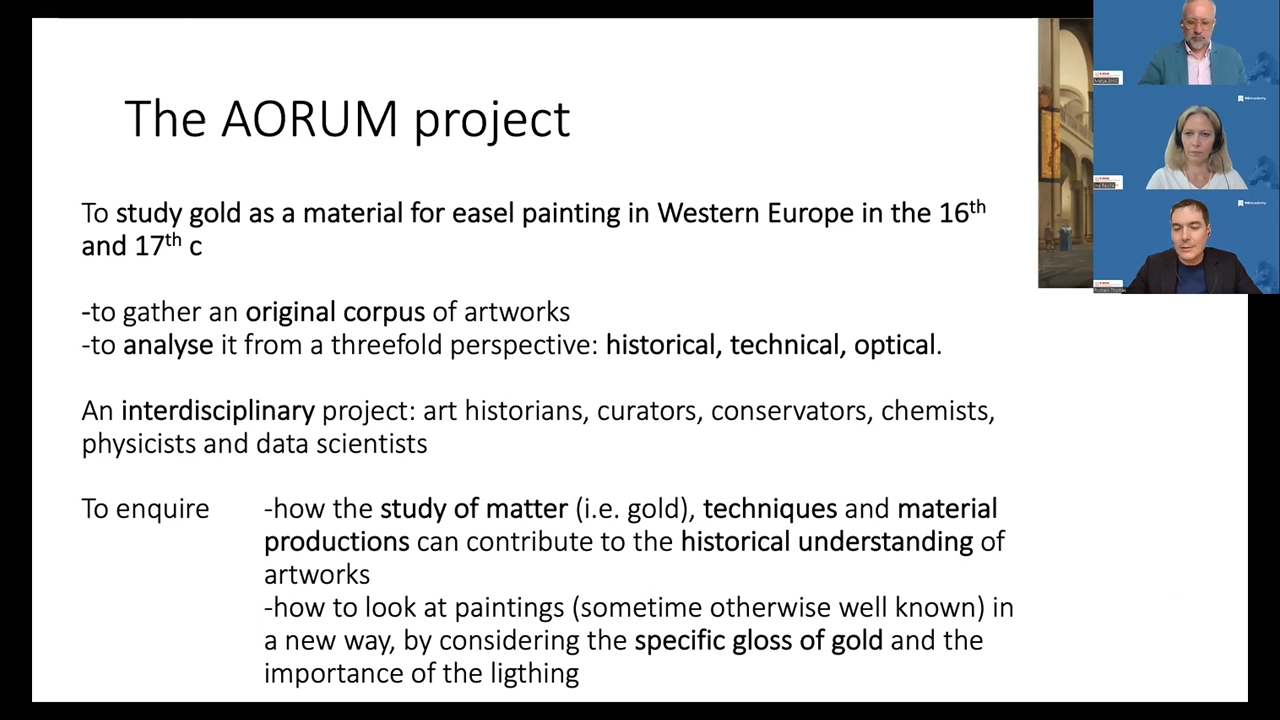 The AORUM project
To study gold as a material for easel painting in Western Europe in the 16th
and 17th c
-to gather an original corpus of artworks
-to analyse it from a threefold perspective: historical, technical, optical.
An interdisciplinary project: art historians, curators, conservators, chemists,
physicists and data scientists
To enquire -how the study of matter (i.e. gold), techniques and material
productions can contribute to the historical understanding of
artworks
-how to look at paintings (sometime otherwise well known) in
a new way, by considering the specific gloss of gold and the
importance of the ligthing